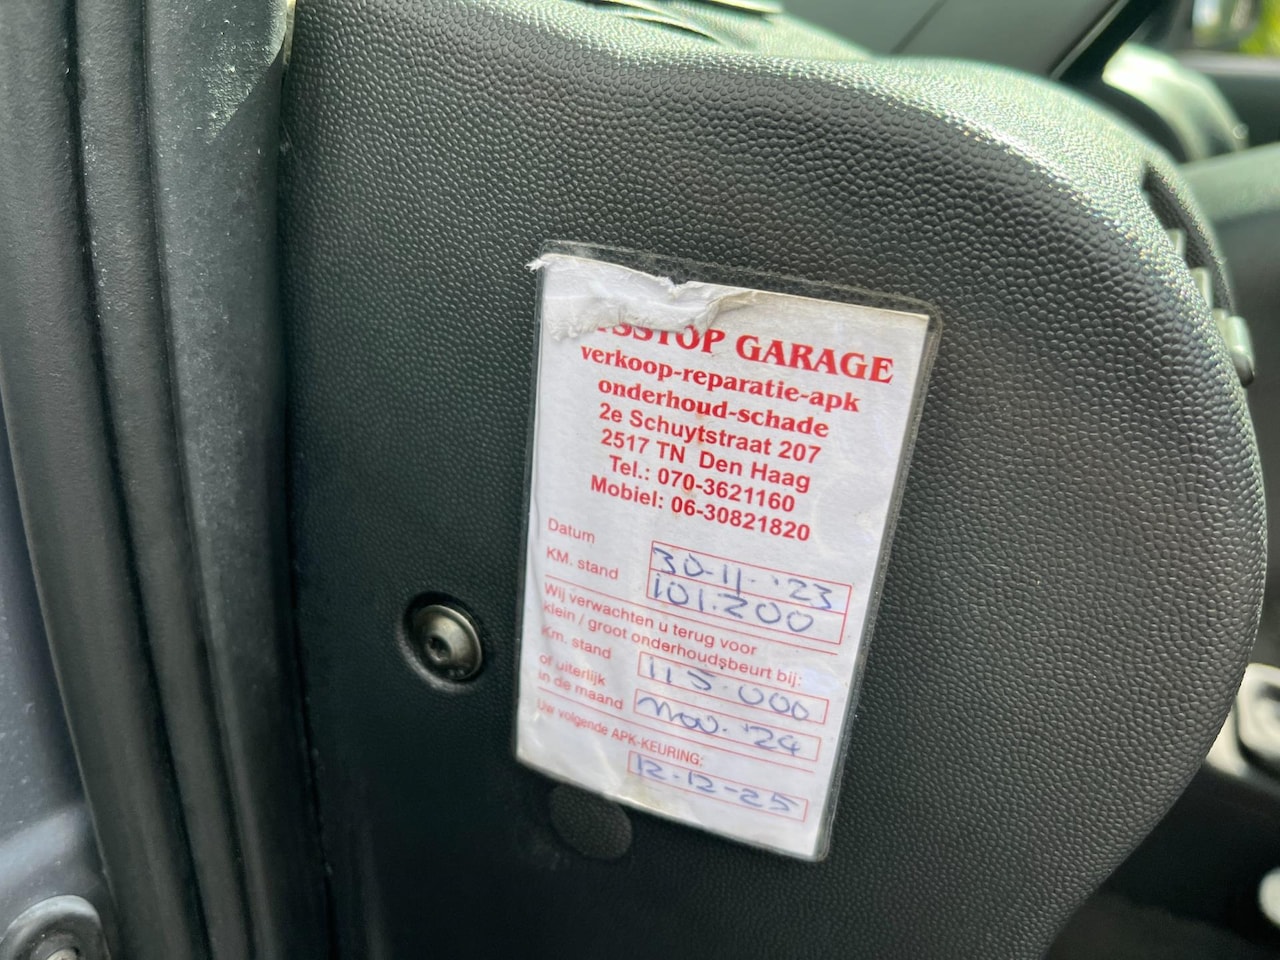 GARAGE
verkoop-reparatie-apk
onderhoud-schade
2e Schuytstraat 207
2517 TN Den Haag
Tel.: 070-3621160
Mobiel: 06-30821820
Datum 30-11-'23
KM. stand 101.200
Wij verwachten u terug voor
klein / groot onderhoudsbeurt bij:
Km. stand 115.000
of uiterlijk
in de maand nov. '24
Uw volgende APK-KEURING:
12-12-25